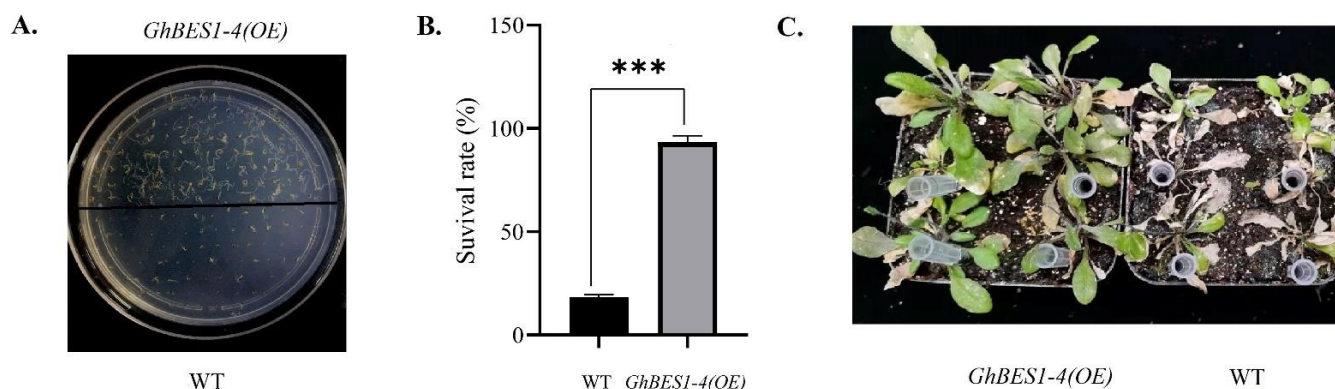 A.
GhBES1-4(OE)
WT
B.
Suvival rate (%)
150
100
50
0
***
WT
GhBES1-4(OE)
C.
GhBES1-4(OE)
WT